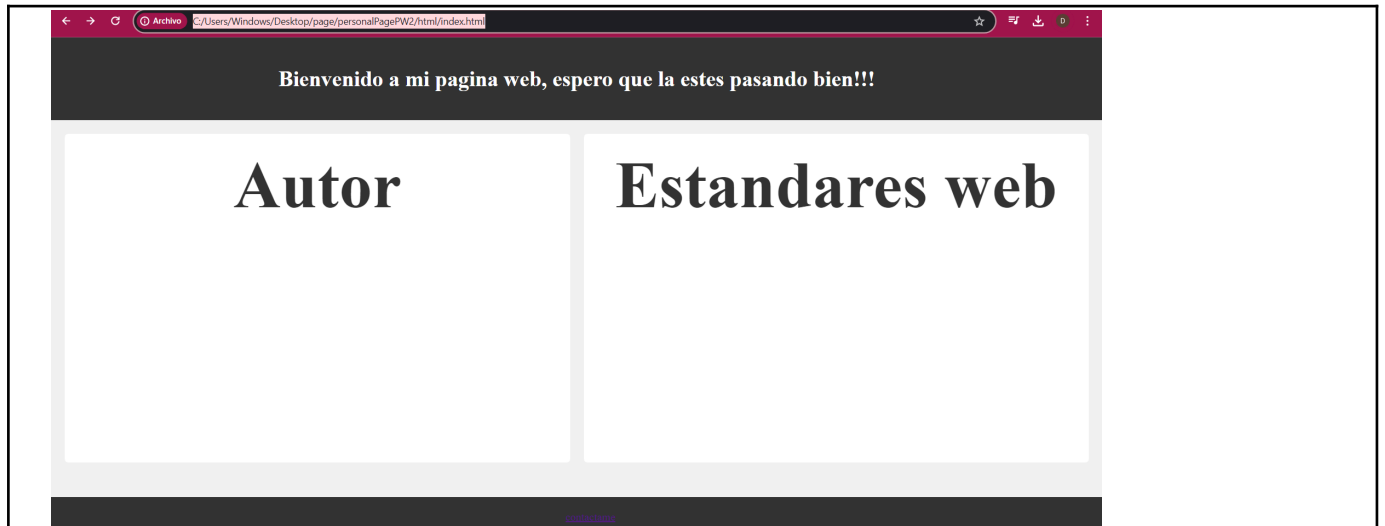 Archivo C:/Users/Windows/Desktop/page/personalPagePW2/html/index.html D
Bienvenido a mi pagina web, espero que la estes pasando bien!!!
Autor Estandares web